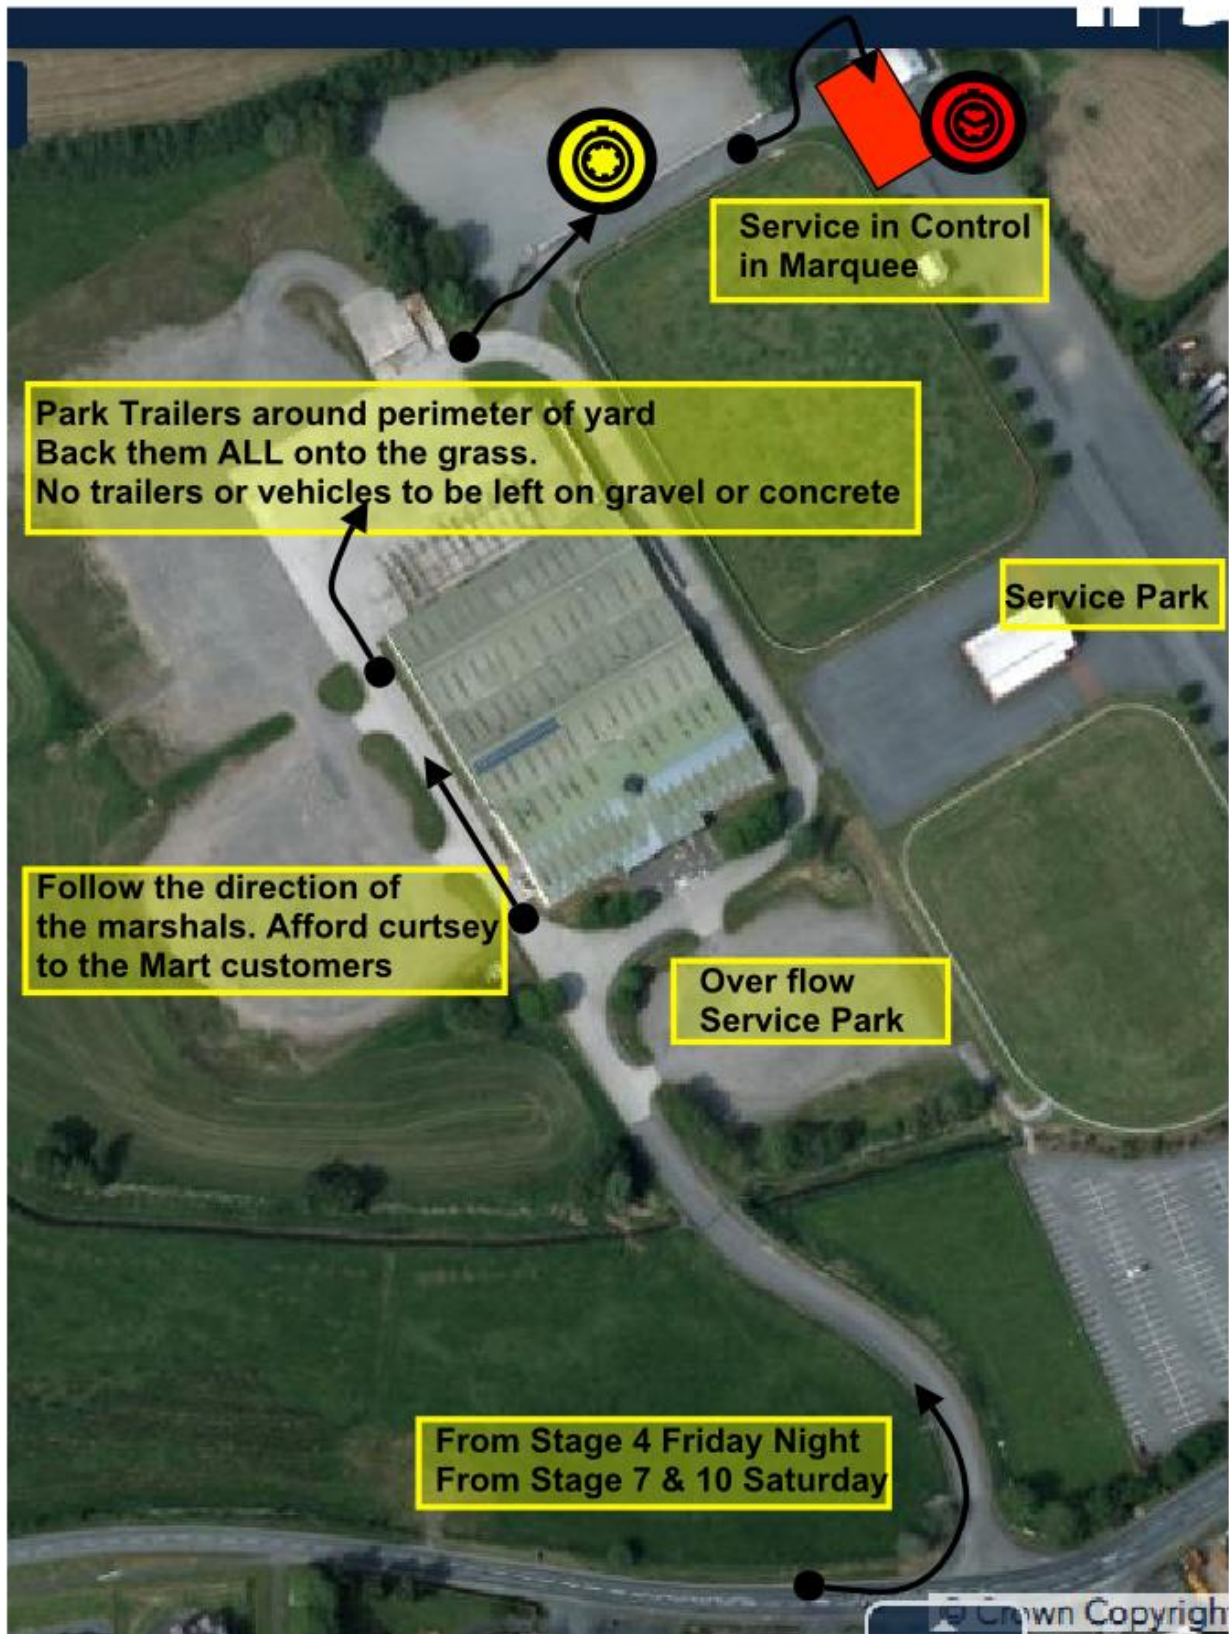 Service in Control
in Marquee
Park Trailers around perimeter of yard
Back them ALL onto the grass.
No trailers or vehicles to be left on gravel or concrete
Service Park
Follow the direction of
the marshals. Afford curtsey
to the Mart customers
Over flow
Service Park
From Stage 4 Friday Night
From Stage 7 & 10 Saturday
© Crown Copyrigh